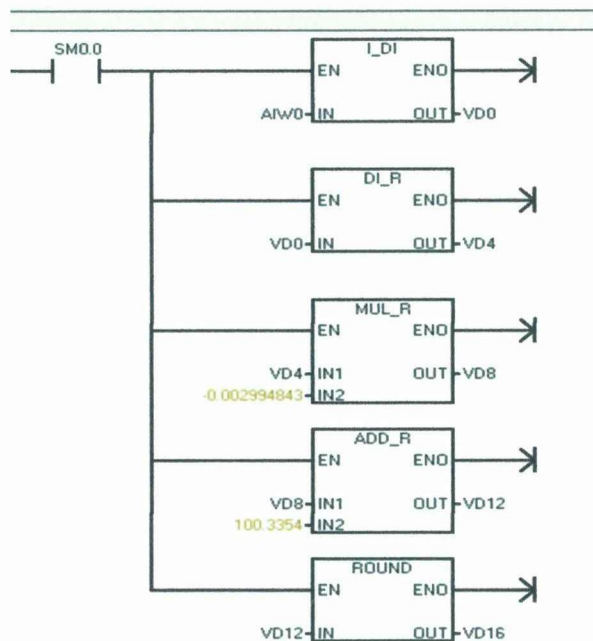 SM0.0
I_DI
EN ENO
AIW0 IN OUT VD0
DI_R
EN ENO
VD0 IN OUT VD4
MUL_R
EN ENO
VD4 IN1 OUT VD8
-0.002994843 IN2
ADD_R
EN ENO
VD8 IN1 OUT VD12
100.3354 IN2
ROUND
EN ENO
VD12 IN OUT VD16